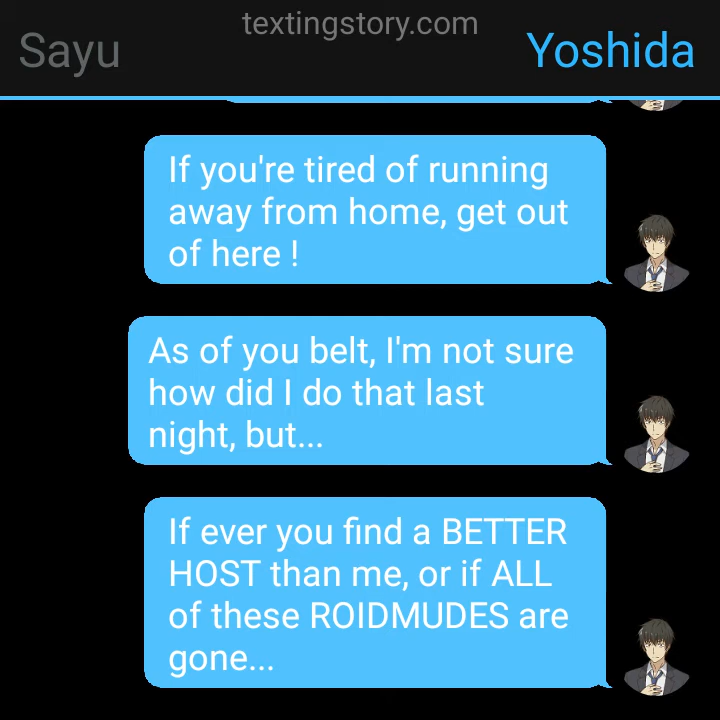 textingstory.com
Sayu
Yoshida
If you're tired of running
away from home, get out
of here !
As of you belt, I'm not sure
how did I do that last
night, but...
If ever you find a BETTER
HOST than me, or if ALL
of these ROIDMUDES are
gone...